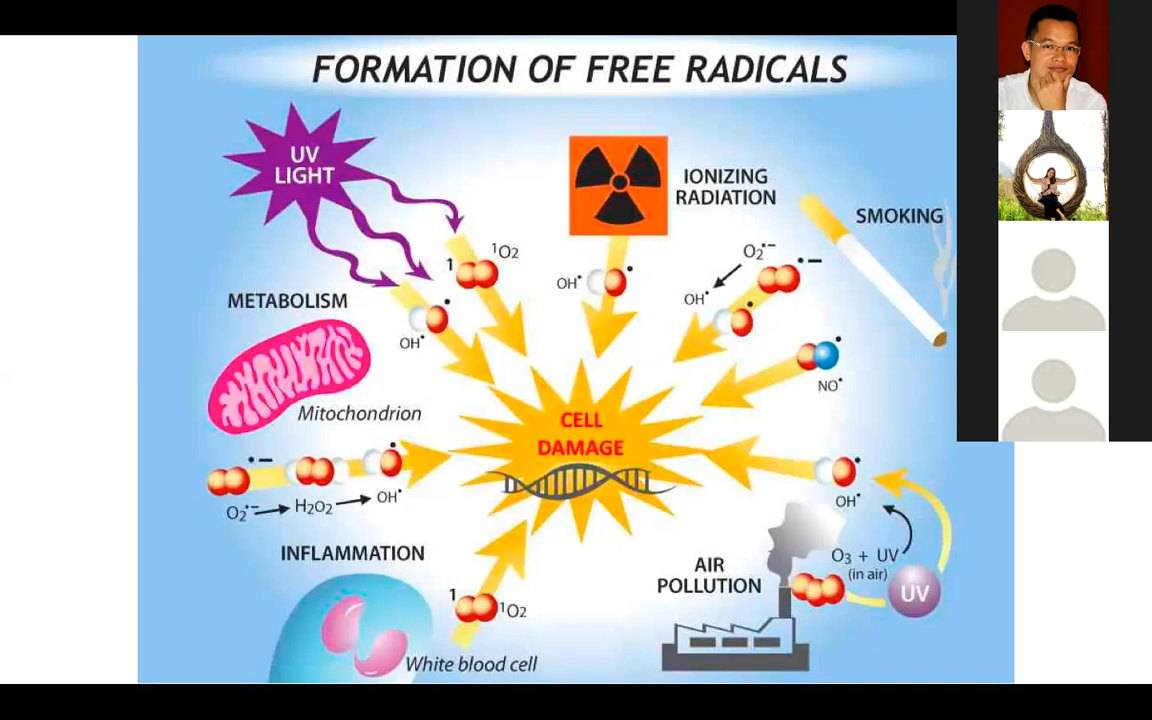 FORMATION OF FREE RADICALS
UV
LIGHT
IONIZING
RADIATION
SMOKING
1
¹O2
OH•
O2•−
•−
OH•
METABOLISM
OH•
NO•
Mitochondrion
CELL
DAMAGE
•−
O2•−
H2O2
OH•
OH•
INFLAMMATION
AIR
POLLUTION
O3 + UV
(in air)
UV
1
¹O2
White blood cell